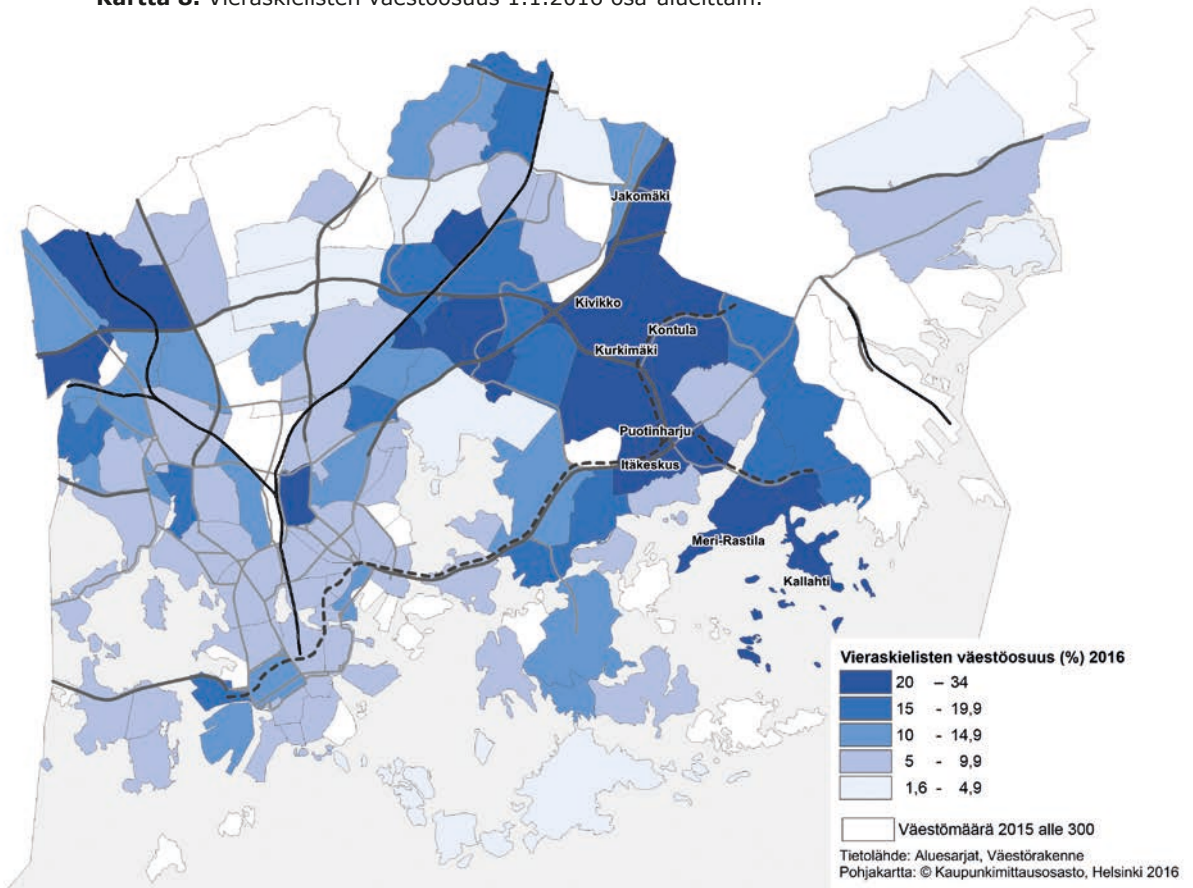 Kartta 8. Vieraskielisten väestöosuus 1.1.2016 osa-alueittain.
Jakomäki
Kivikko
Kontula
Kurkimäki
Puotinharju
Itäkeskus
Meri-Rastila
Kallahti
Vieraskielisten väestöosuus (%) 2016
20 – 34
15 - 19,9
10 - 14,9
5 - 9,9
1,6 - 4,9
Väestömäärä 2015 alle 300
Tietolähde: Aluesarjat, Väestörakenne
Pohjakartta: © Kaupunkimittausosasto, Helsinki 2016